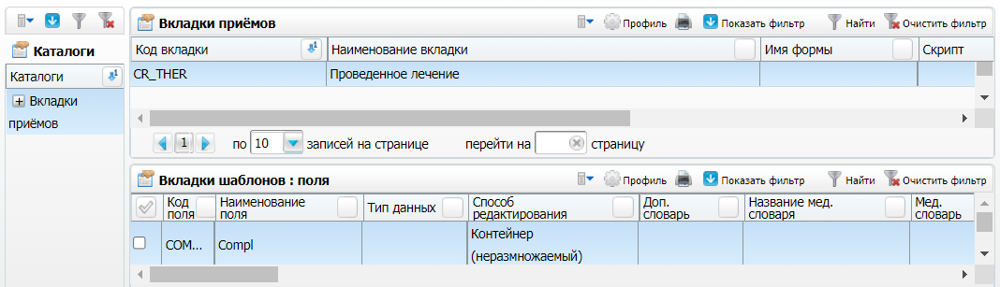 Каталоги
Каталоги
Вкладки
приёмов
Вкладки приёмов
Профиль Показать фильтр Найти Очистить фильтр
Код вкладки Наименование вкладки Имя формы Скрипт
CR_THER Проведенное лечение
1 по 10 записей на странице перейти на страницу
Вкладки шаблонов : поля
Профиль Показать фильтр Найти Очистить фильтр
Код
поля
Наименование
поля
Тип данных
Способ
редактирования
Доп.
словарь
Название мед.
словаря
Мед.
словарь
COM... Compl
Контейнер
(неразмножаемый)